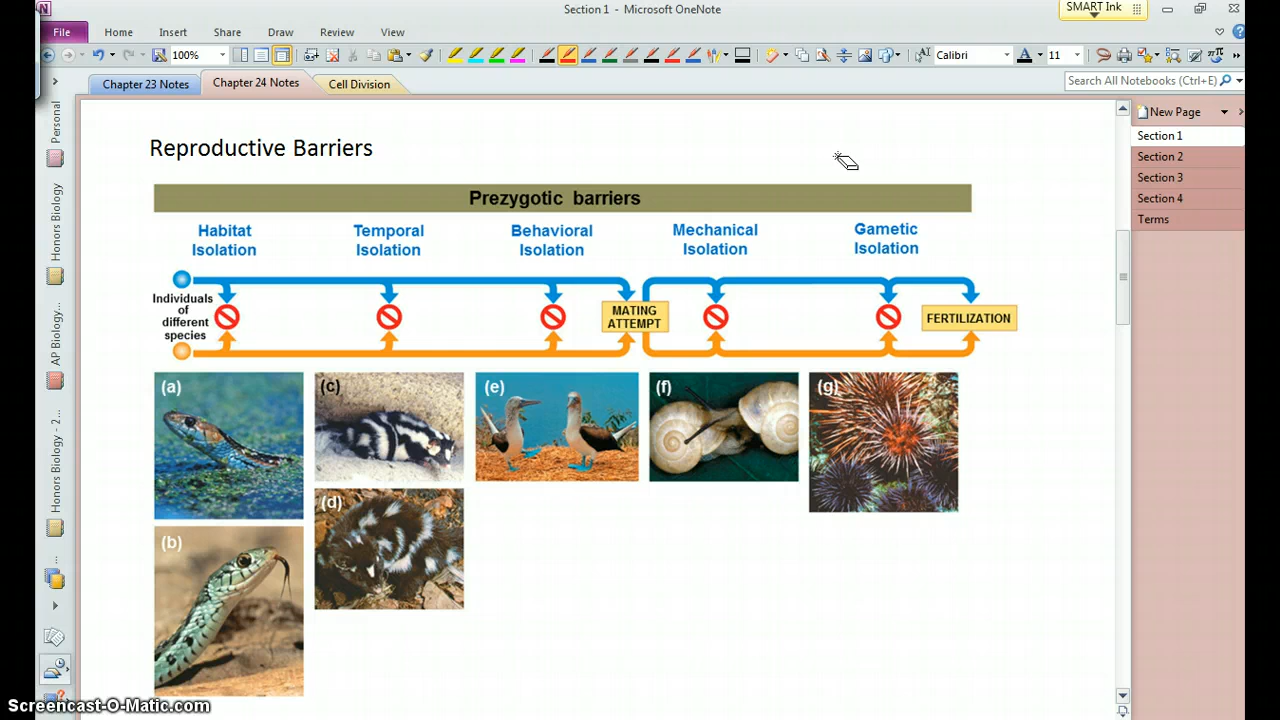 Section 1 - Microsoft OneNote
SMART Ink
File
Home
Insert
Share
Draw
Review
View
100%
Calibri
11
Chapter 23 Notes
Chapter 24 Notes
Cell Division
Search All Notebooks (Ctrl+E)
New Page
Section 1
Section 2
Section 3
Section 4
Terms
Personal
Honors Biology
AP Biology...
Honors Biology - 2...
Reproductive Barriers
Prezygotic barriers
Habitat
Isolation
Temporal
Isolation
Behavioral
Isolation
Mechanical
Isolation
Gametic
Isolation
Individuals
of
different
species
MATING
ATTEMPT
FERTILIZATION
(a)
(c)
(e)
(f)
(g)
(d)
(b)
Screencast-O-Matic.com